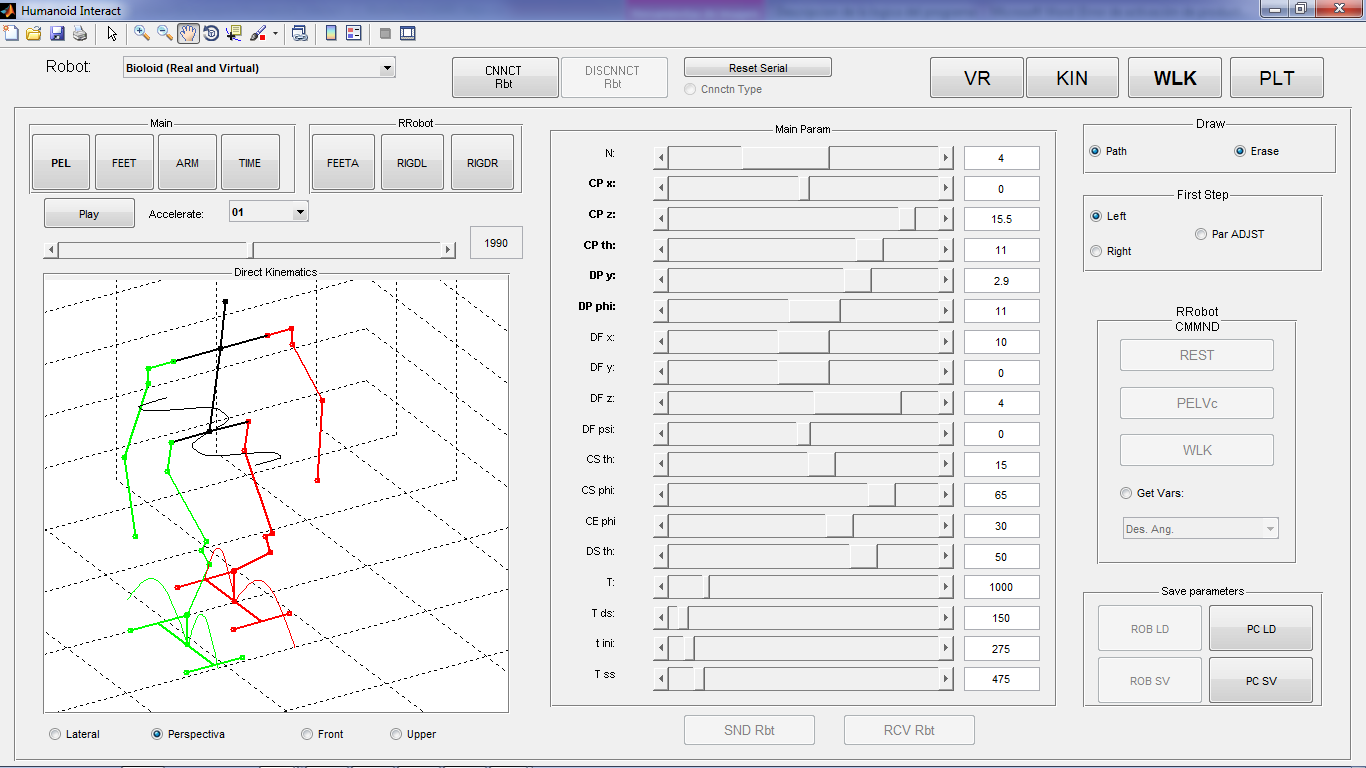 Humanoid Interact
Robot:
Bioloid (Real and Virtual)
CNNCT
Rbt
DISCNNCT
Rbt
Reset Serial
Cnnctn Type
VR
KIN
WLK
PLT
Main
PEL
FEET
ARM
TIME
RRobot
FEETA
RIGDL
RIGDR
Play
Accelerate:
01
1990
Direct Kinematics
Lateral
Perspectiva
Front
Upper
Main Param
N:
4
CP x:
0
CP z:
15.5
CP th:
11
DP y:
2.9
DP phi:
11
DF x:
10
DF y:
0
DF z:
4
DF psi:
0
CS th:
15
CS phi:
65
CE phi
30
DS th:
50
T:
1000
T ds:
150
t ini:
275
T ss
475
SND Rbt
RCV Rbt
Draw
Path
Erase
First Step
Left
Par ADJST
Right
RRobot
CMMND
REST
PELVc
WLK
Get Vars:
Des. Ang.
Save parameters
ROB LD
PC LD
ROB SV
PC SV